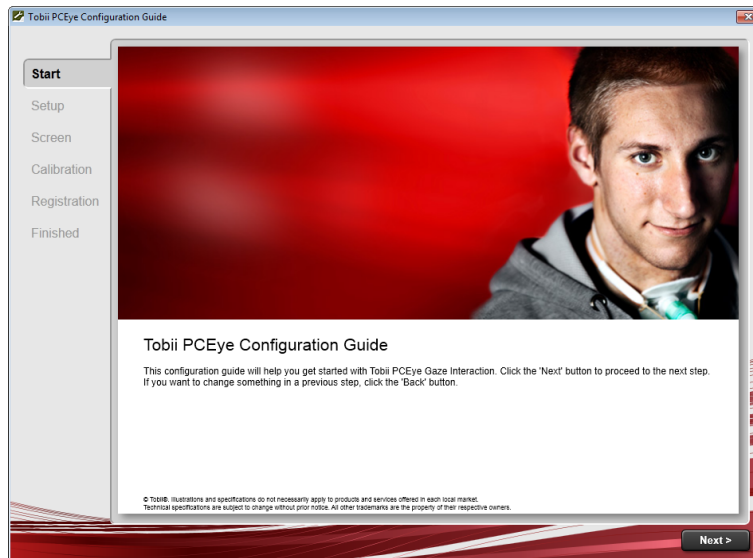 Tobii PCEye Configuration Guide
Start
Setup
Screen
Calibration
Registration
Finished
Tobii PCEye Configuration Guide
This configuration guide will help you get started with Tobii PCEye Gaze Interaction. Click the 'Next' button to proceed to the next step.
If you want to change something in a previous step, click the 'Back' button.
© Tobii®. Illustrations and specifications do not necessarily apply to products and services offered in each local market.
Technical specifications are subject to change without prior notice. All other trademarks are the property of their respective owners.
Next >